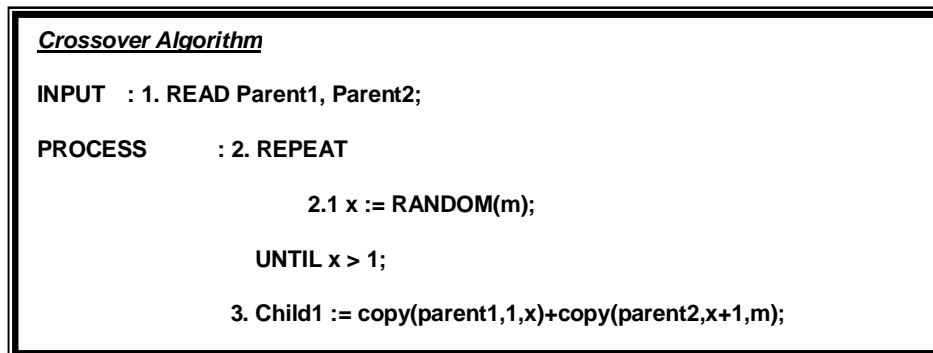 Crossover Algorithm
INPUT : 1. READ Parent1, Parent2;
PROCESS : 2. REPEAT
2.1 x := RANDOM(m);
UNTIL x > 1;
3. Child1 := copy(parent1,1,x)+copy(parent2,x+1,m);